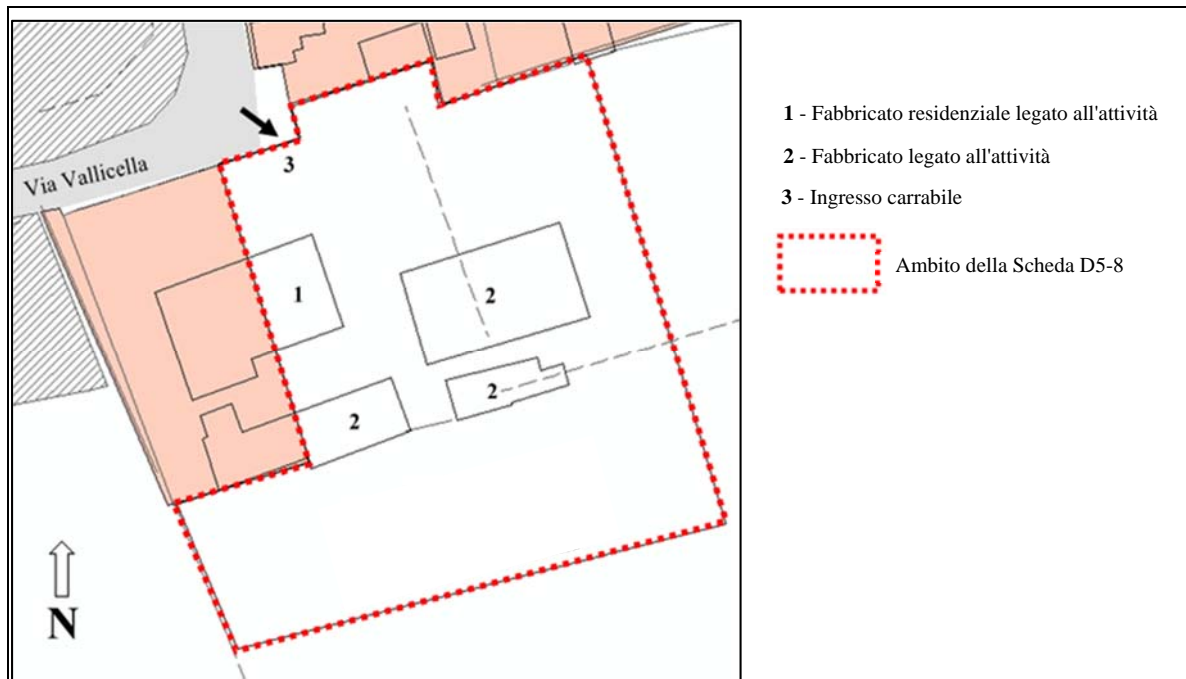 Via Vallicella
3
1
2
2
2
N
1 - Fabbricato residenziale legato all'attività
2 - Fabbricato legato all'attività
3 - Ingresso carrabile
Ambito della Scheda D5-8